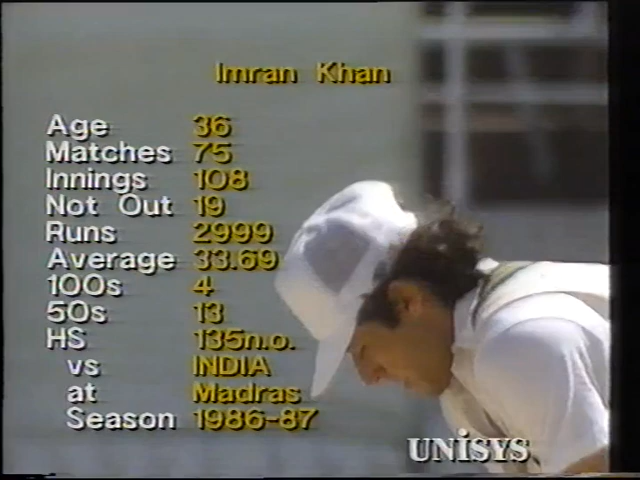 Imran Khan
Age 36
Matches 75
Innings 108
Not Out 19
Runs 2999
Average 33.69
100s 4
50s 13
HS 135n.o.
vs INDIA
at Madras
Season 1986-87
UNiSYS